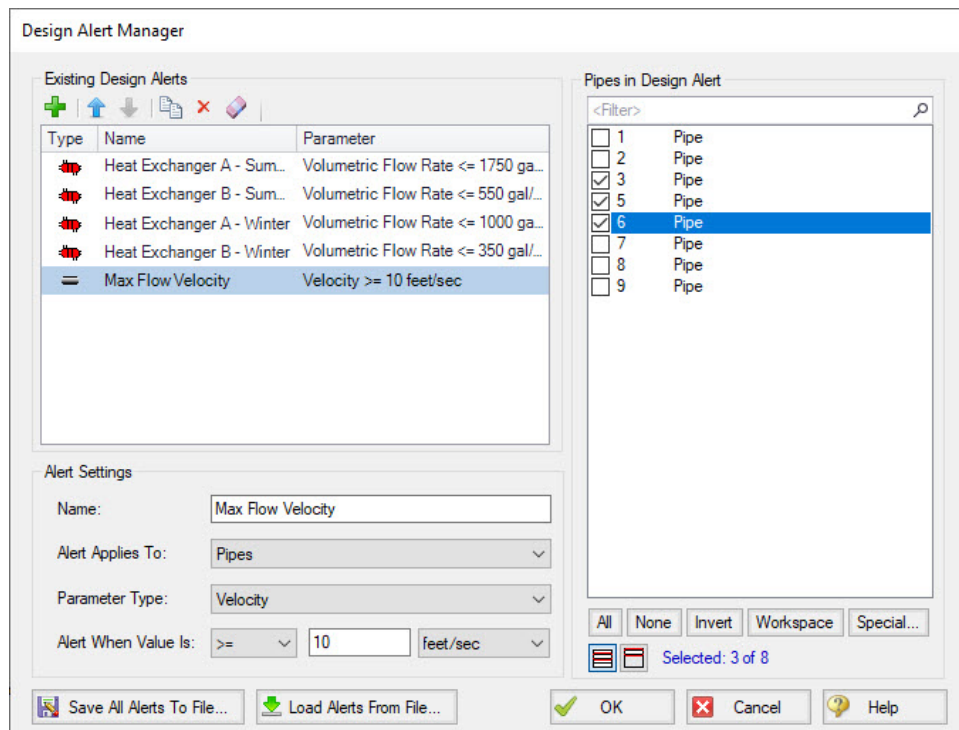 Design Alert Manager
Existing Design Alerts
Type Name Parameter
Heat Exchanger A - Sum... Volumetric Flow Rate <= 1750 ga...
Heat Exchanger B - Sum... Volumetric Flow Rate <= 550 gal/...
Heat Exchanger A - Winter Volumetric Flow Rate <= 1000 ga...
Heat Exchanger B - Winter Volumetric Flow Rate <= 350 gal/...
Max Flow Velocity Velocity >= 10 feet/sec
Alert Settings
Name: Max Flow Velocity
Alert Applies To: Pipes
Parameter Type: Velocity
Alert When Value Is: >= 10 feet/sec
Pipes in Design Alert
<Filter>
1 Pipe
2 Pipe
3 Pipe
5 Pipe
6 Pipe
7 Pipe
8 Pipe
9 Pipe
All None Invert Workspace Special...
Selected: 3 of 8
Save All Alerts To File... Load Alerts From File... OK Cancel Help